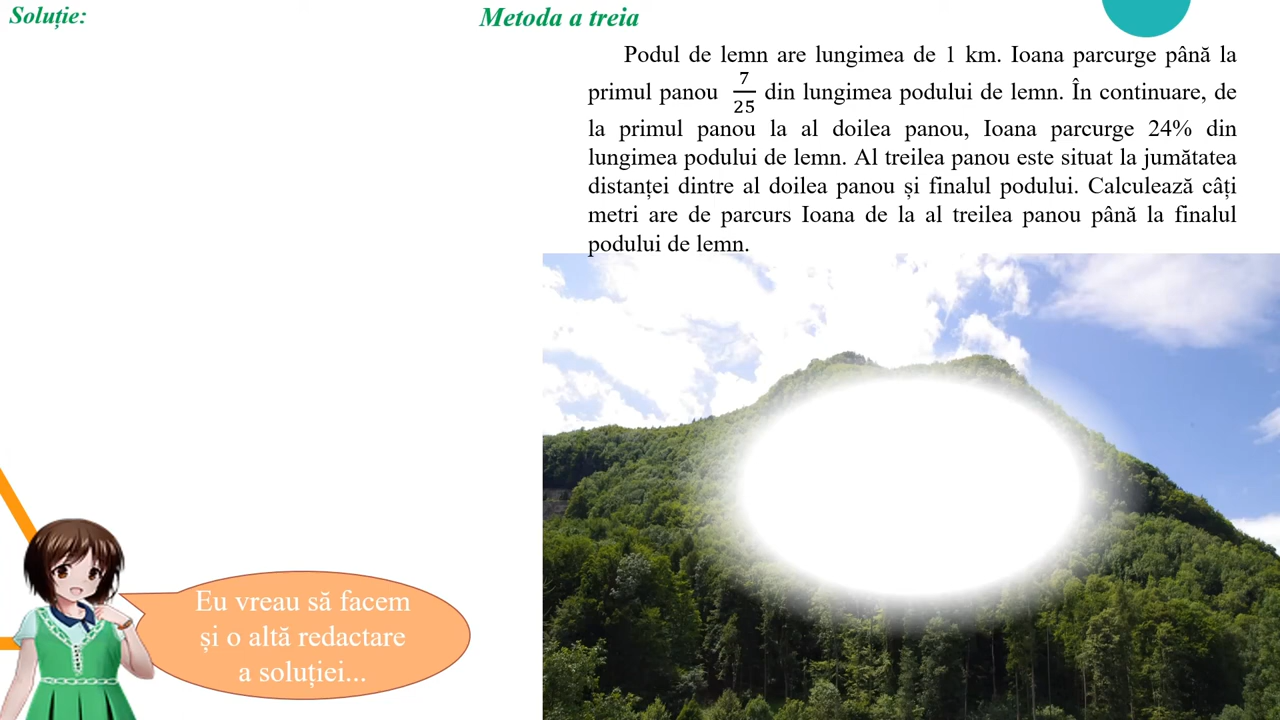 Soluție:
Metoda a treia
Podul de lemn are lungimea de 1 km. Ioana parcurge până la
primul panou 7/25 din lungimea podului de lemn. În continuare, de
la primul panou la al doilea panou, Ioana parcurge 24% din
lungimea podului de lemn. Al treilea panou este situat la jumătatea
distanței dintre al doilea panou și finalul podului. Calculează câți
metri are de parcurs Ioana de la al treilea panou până la finalul
podului de lemn.
Eu vreau să facem
și o altă redactare
a soluției...